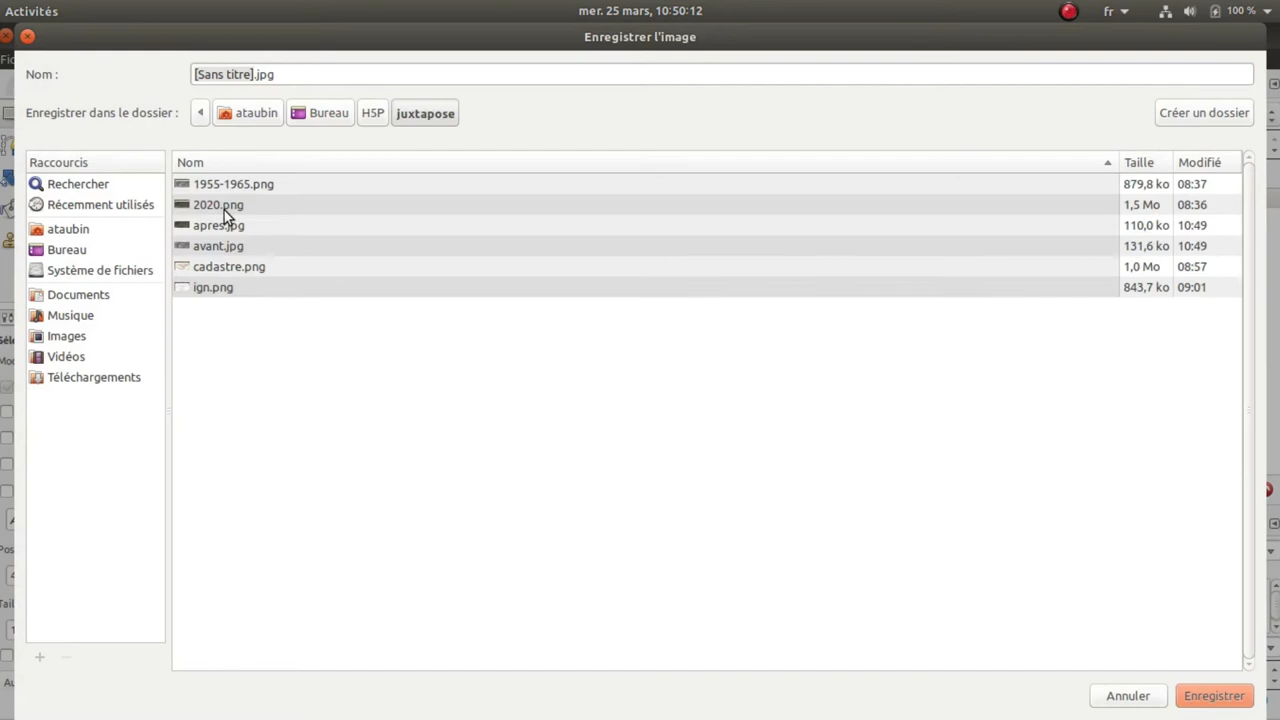 Activités
mer. 25 mars, 10:50:12
fr
100 %
Enregistrer l'image
Nom :
[Sans titre].jpg
Enregistrer dans le dossier :
ataubin
Bureau
H5P
juxtapose
Créer un dossier
Raccourcis
Nom
Taille
Modifié
Rechercher
1955-1965.png
879,8 ko
08:37
Récemment utilisés
2020.png
1,5 Mo
08:36
ataubin
apres.jpg
110,0 ko
10:49
Bureau
avant.jpg
131,6 ko
10:49
Système de fichiers
cadastre.png
1,0 Mo
08:57
Documents
ign.png
843,7 ko
09:01
Musique
Images
Vidéos
Téléchargements
Annuler
Enregistrer